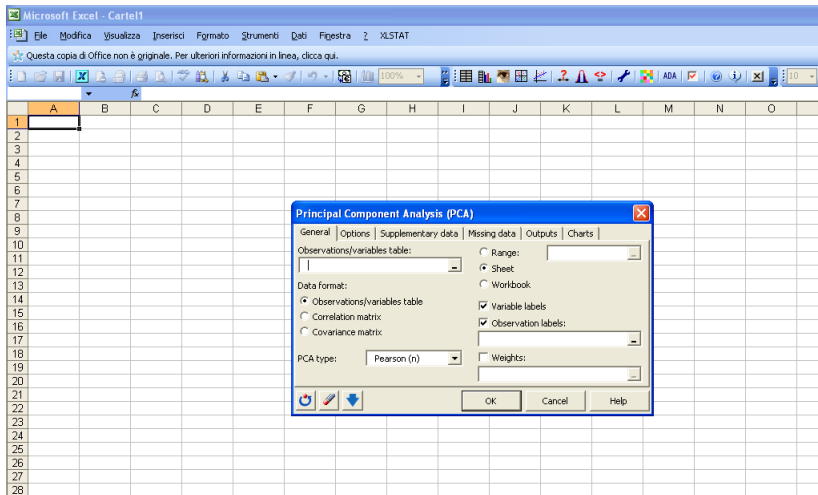 Microsoft Excel - Cartel1
File Modifica Visualizza Inserisci Formato Strumenti Dati Finestra ? XLSTAT
Questa copia di Office non è originale. Per ulteriori informazioni in linea, clicca qui.
100% ADA 10
fx
A B C D E F G H I J K L M N O
1
2
3
4
5
6
7
8
9
10
11
12
13
14
15
16
17
18
19
20
21
22
23
24
25
26
27
28
Principal Component Analysis (PCA)
General Options Supplementary data Missing data Outputs Charts
Observations/variables table:
Data format:
Observations/variables table
Correlation matrix
Covariance matrix
PCA type: Pearson (n)
Range:
Sheet
Workbook
Variable labels
Observation labels:
Weights:
OK Cancel Help